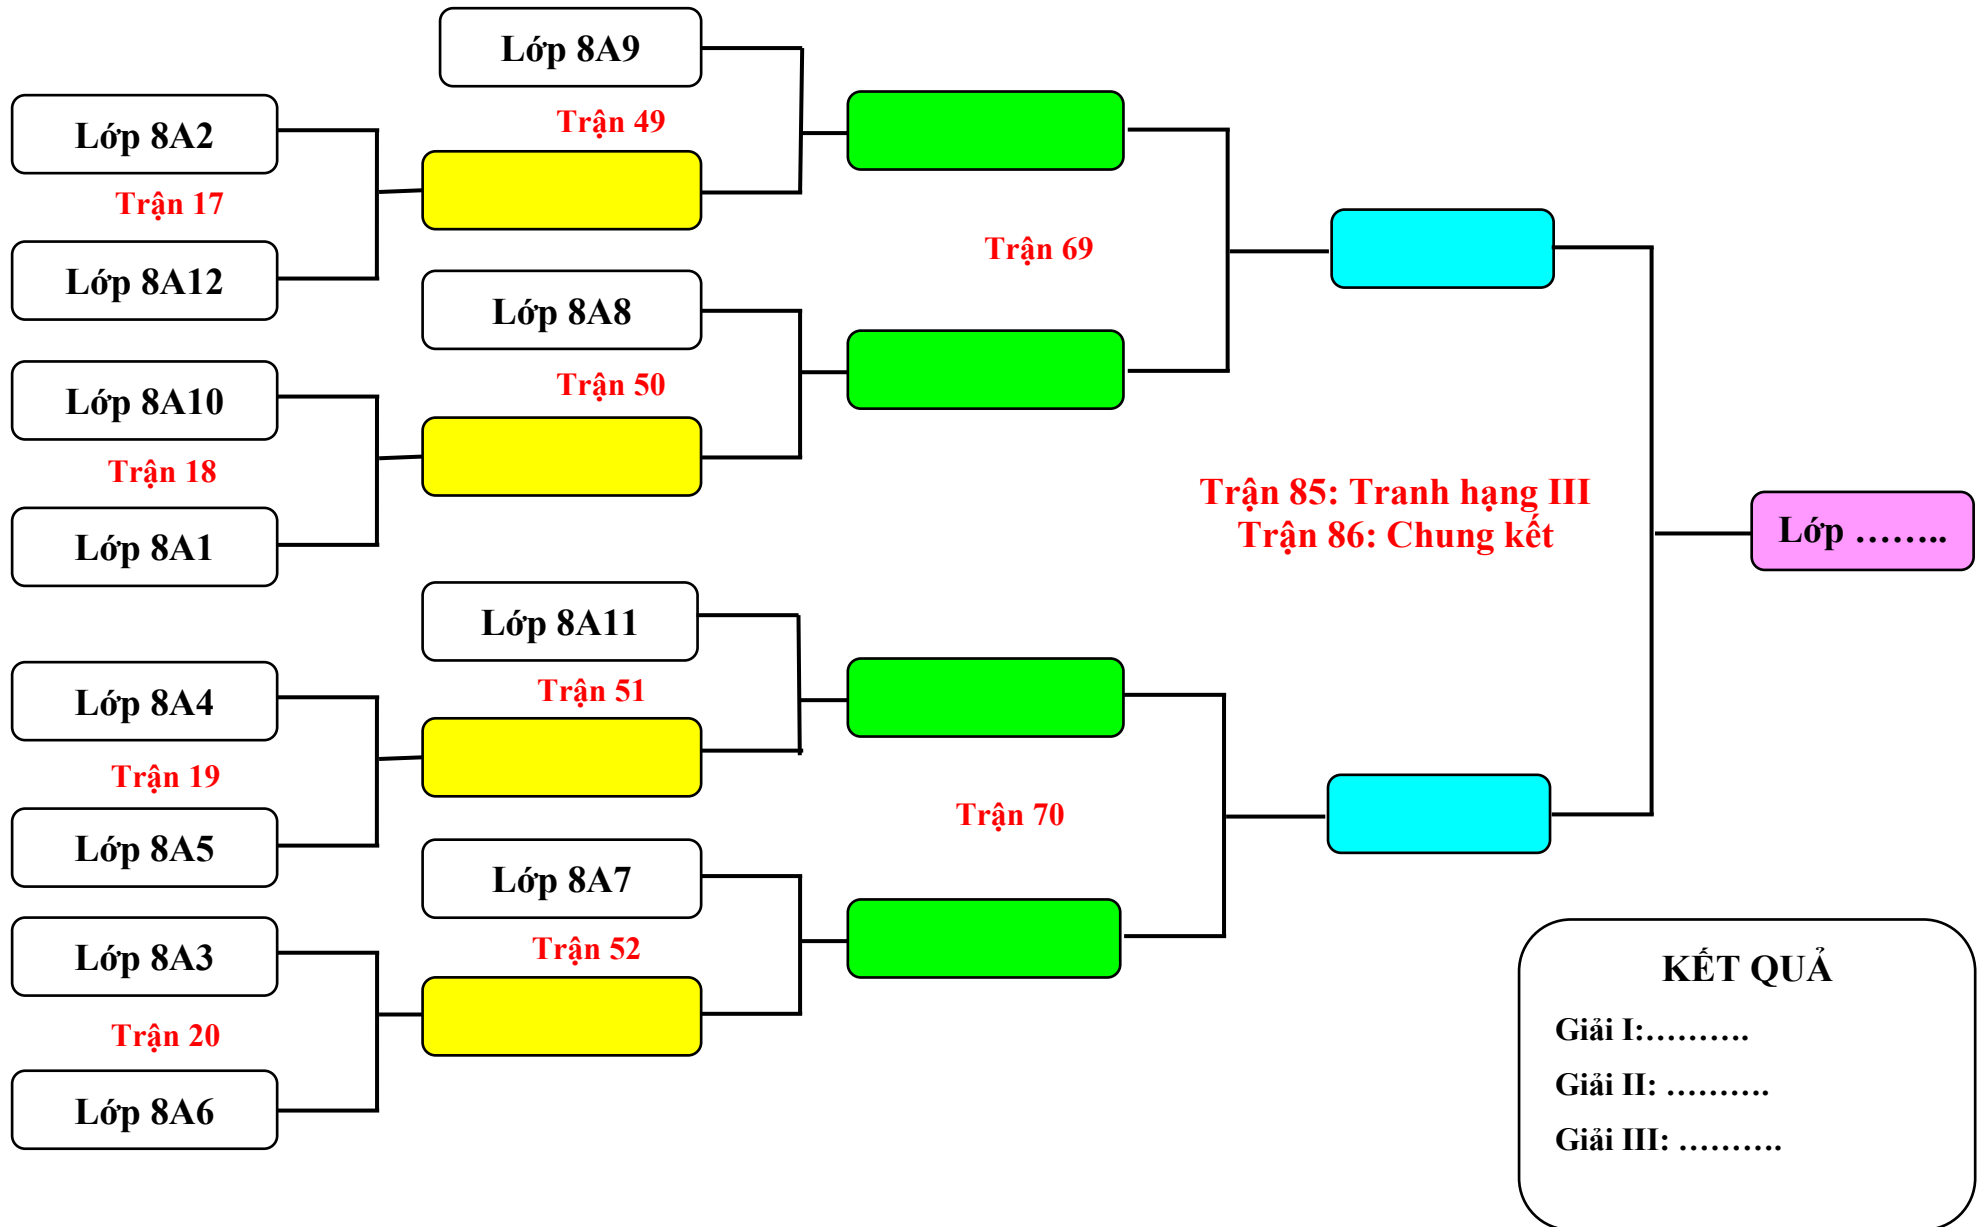 Lớp 8A9
Lớp 8A2
Trận 49
Trận 17
Lớp 8A12
Trận 69
Lớp 8A8
Lớp 8A10
Trận 50
Trận 18
Lớp 8A1
Trận 85: Tranh hạng III
Trận 86: Chung kết
Lớp ……..
Lớp 8A11
Lớp 8A4
Trận 51
Trận 19
Lớp 8A5
Trận 70
Lớp 8A7
Lớp 8A3
Trận 52
Trận 20
Lớp 8A6
KẾT QUẢ
Giải I:……….
Giải II: ……….
Giải III: ……….